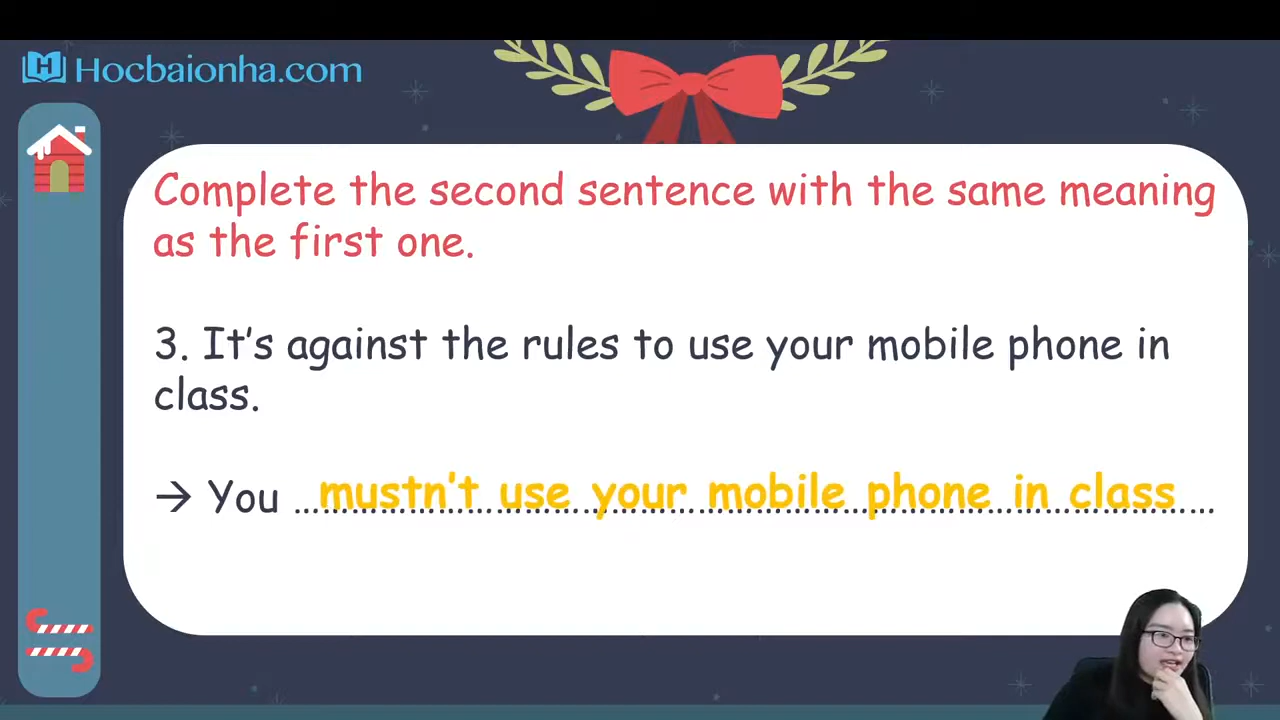 Hocbaionha.com
Complete the second sentence with the same meaning
as the first one.
3. It's against the rules to use your mobile phone in
class.
→ You ... mustn't use your mobile phone in class ...